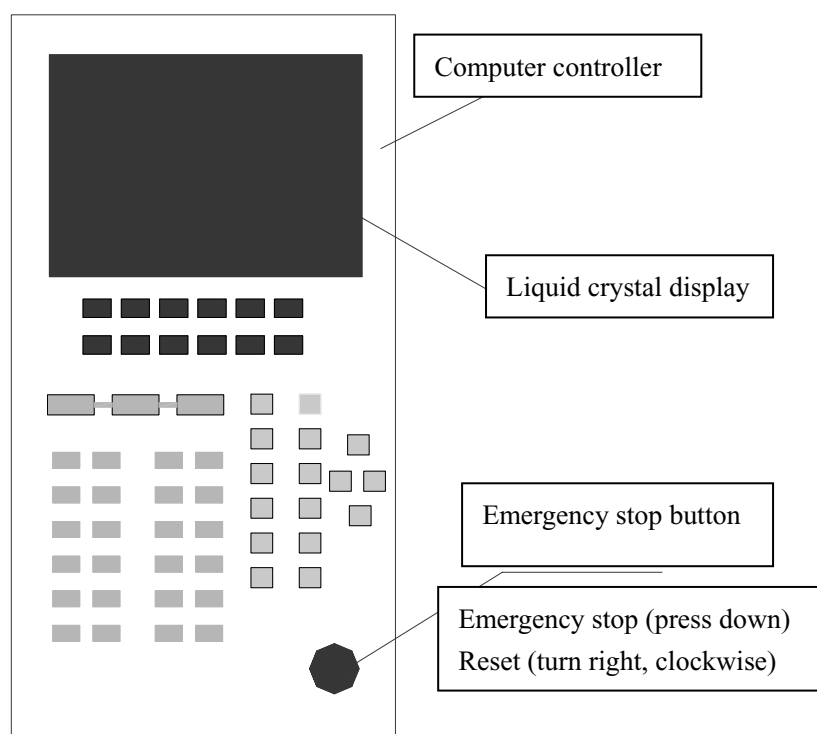 Computer controller
Liquid crystal display
Emergency stop button
Emergency stop (press down)
Reset (turn right, clockwise)